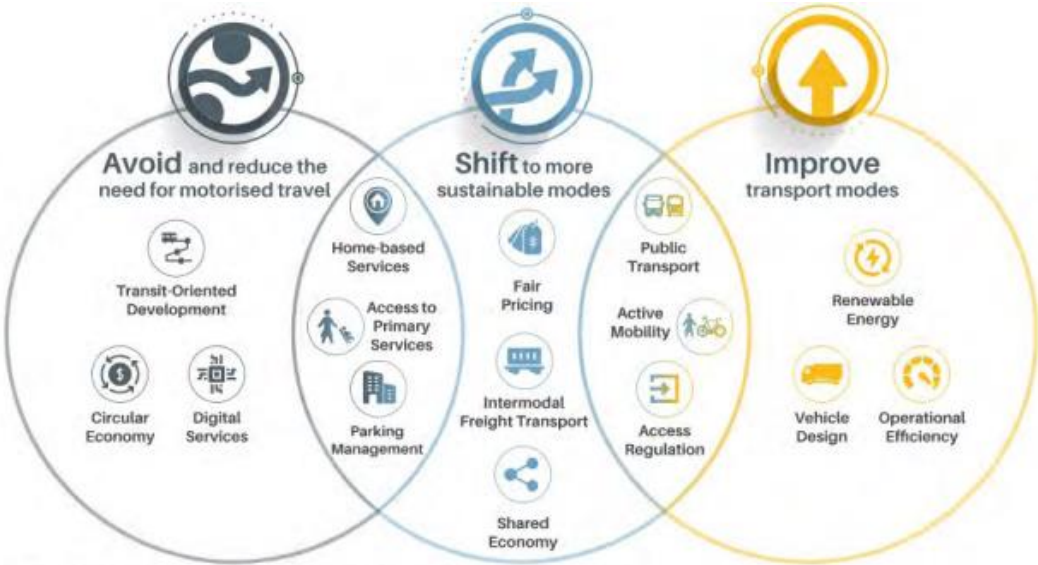 Avoid and reduce the
need for motorised travel
Transit-Oriented
Development
Circular
Economy
Digital
Services
Home-based
Services
Access to
Primary
Services
Parking
Management
Shift to more
sustainable modes
Fair
Pricing
Intermodal
Freight Transport
Shared
Economy
Public
Transport
Active
Mobility
Access
Regulation
Improve
transport modes
Renewable
Energy
Vehicle
Design
Operational
Efficiency